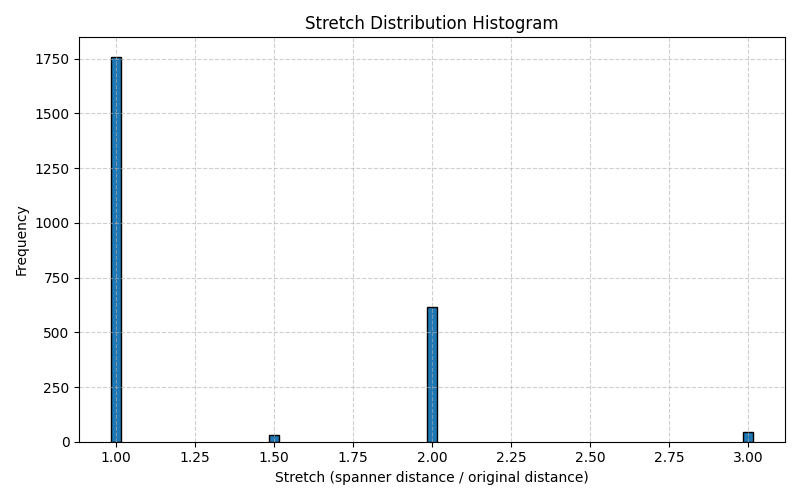 Stretch Distribution Histogram
Frequency
1750
1500
1250
1000
750
500
250
0
1.00 1.25 1.50 1.75 2.00 2.25 2.50 2.75 3.00
Stretch (spanner distance / original distance)